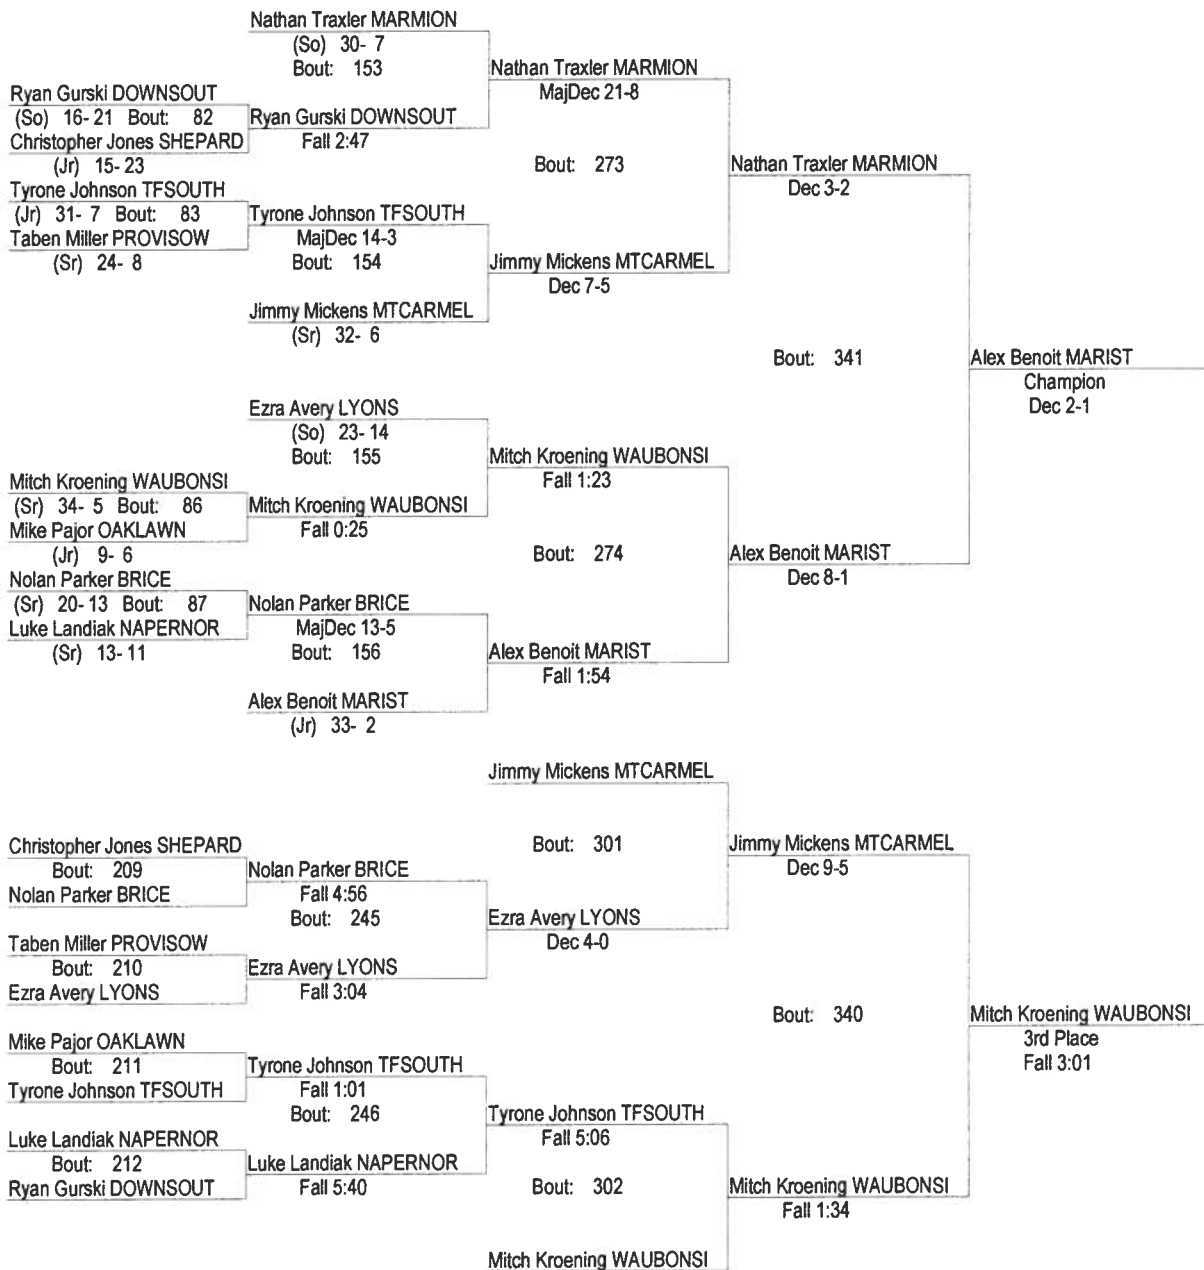 Nathan Traxler MARMION
(So) 30- 7
Bout: 153
Nathan Traxler MARMION
MajDec 21-8
Ryan Gurski DOWNSOUT
(So) 16- 21 Bout: 82
Ryan Gurski DOWNSOUT
Fall 2:47
Christopher Jones SHEPARD
(Jr) 15- 23
Bout: 273
Nathan Traxler MARMION
Dec 3-2
Tyrone Johnson TFSOUTH
(Jr) 31- 7 Bout: 83
Tyrone Johnson TFSOUTH
MajDec 14-3
Bout: 154
Taben Miller PROVISOW
(Sr) 24- 8
Jimmy Mickens MTCARMEL
Dec 7-5
Jimmy Mickens MTCARMEL
(Sr) 32- 6
Bout: 341
Alex Benoit MARIST
Champion
Dec 2-1
Ezra Avery LYONS
(So) 23- 14
Bout: 155
Mitch Kroening WAUBONSI
Fall 1:23
Mitch Kroening WAUBONSI
(Sr) 34- 5 Bout: 86
Mitch Kroening WAUBONSI
Fall 0:25
Mike Pajor OAKLAWN
(Jr) 9- 6
Bout: 274
Alex Benoit MARIST
Dec 8-1
Nolan Parker BRICE
(Sr) 20- 13 Bout: 87
Nolan Parker BRICE
MajDec 13-5
Bout: 156
Luke Landiak NAPERNOR
(Sr) 13- 11
Alex Benoit MARIST
Fall 1:54
Alex Benoit MARIST
(Jr) 33- 2
Jimmy Mickens MTCARMEL
Bout: 301
Jimmy Mickens MTCARMEL
Dec 9-5
Christopher Jones SHEPARD
Bout: 209
Nolan Parker BRICE
Nolan Parker BRICE
Fall 4:56
Bout: 245
Ezra Avery LYONS
Dec 4-0
Taben Miller PROVISOW
Bout: 210
Ezra Avery LYONS
Ezra Avery LYONS
Fall 3:04
Bout: 340
Mitch Kroening WAUBONSI
3rd Place
Fall 3:01
Mike Pajor OAKLAWN
Bout: 211
Tyrone Johnson TFSOUTH
Tyrone Johnson TFSOUTH
Fall 1:01
Bout: 246
Tyrone Johnson TFSOUTH
Fall 5:06
Luke Landiak NAPERNOR
Bout: 212
Ryan Gurski DOWNSOUT
Luke Landiak NAPERNOR
Fall 5:40
Bout: 302
Mitch Kroening WAUBONSI
Fall 1:34
Mitch Kroening WAUBONSI